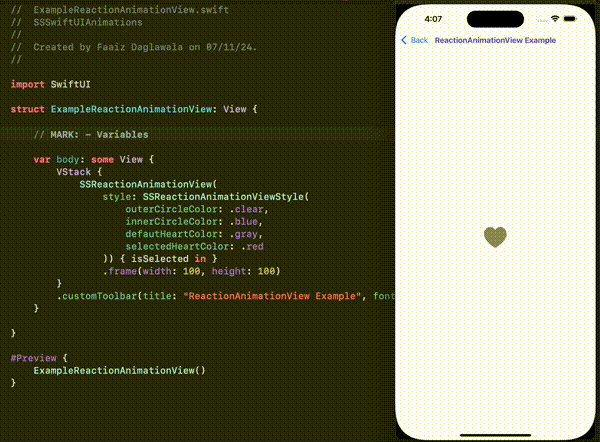 //  ExampleReactionAnimationView.swift
//  SSSwiftUIAnimations
//
//  Created by Faaiz Daglawala on 07/11/24.
//
import SwiftUI
struct ExampleReactionAnimationView: View {
    // MARK: - Variables
    var body: some View {
        VStack {
            SSReactionAnimationView(
                style: SSReactionAnimationViewStyle(
                    outerCircleColor: .clear,
                    innerCircleColor: .blue,
                    defautHeartColor: .gray,
                    selectedHeartColor: .red
                )) { isSelected in }
                .frame(width: 100, height: 100)
        }
        .customToolbar(title: "ReactionAnimationView Example", font
    }
}
#Preview {
    ExampleReactionAnimationView()
}
4:07
Back ReactionAnimationView Example